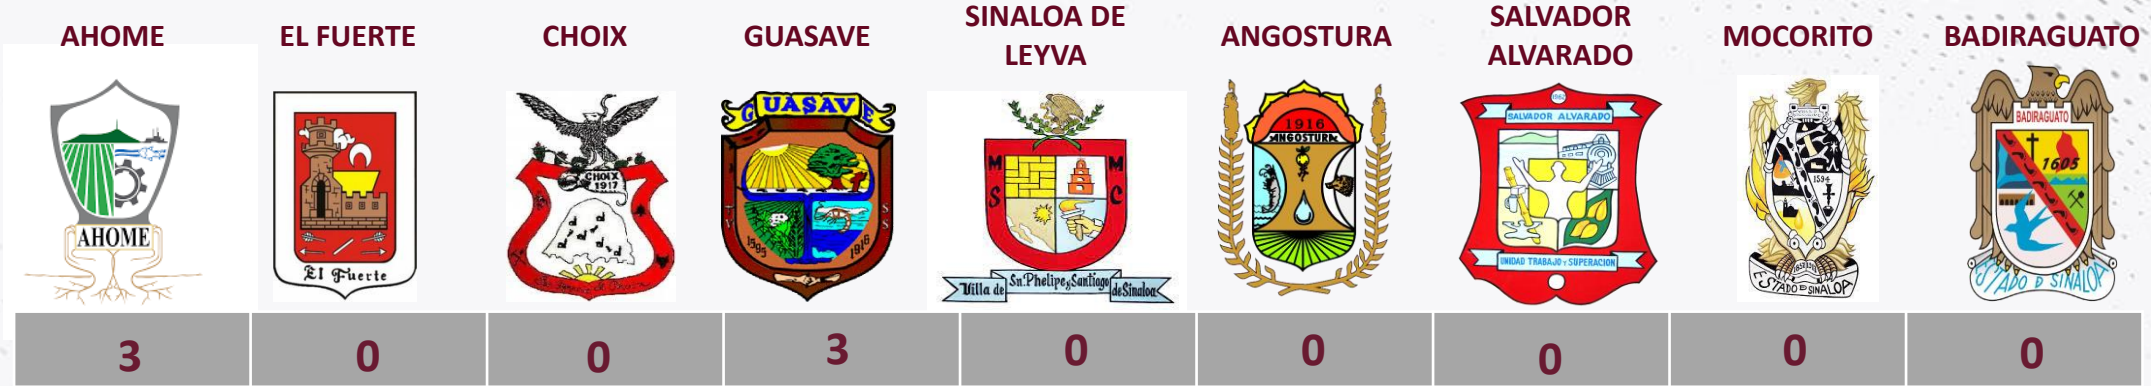 AHOME
EL FUERTE
CHOIX
GUASAVE
SINALOA DE
LEYVA
ANGOSTURA
SALVADOR
ALVARADO
MOCORITO
BADIRAGUATO
AHOME
El Fuerte
CHOIX
1917
GUASAVE
T Y
S S
1595
1916
M M
S C
Villa de Sn. Phelipe y Santiago de Sinaloa
1916
ANGOSTURA
1962
SALVADOR ALVARADO
UNIDAD TRABAJO Y SUPERACION
1594
ESTADO D SINALOA
BADIRAGUATO
1605
ESTADO D SINALOA
3
0
0
3
0
0
0
0
0